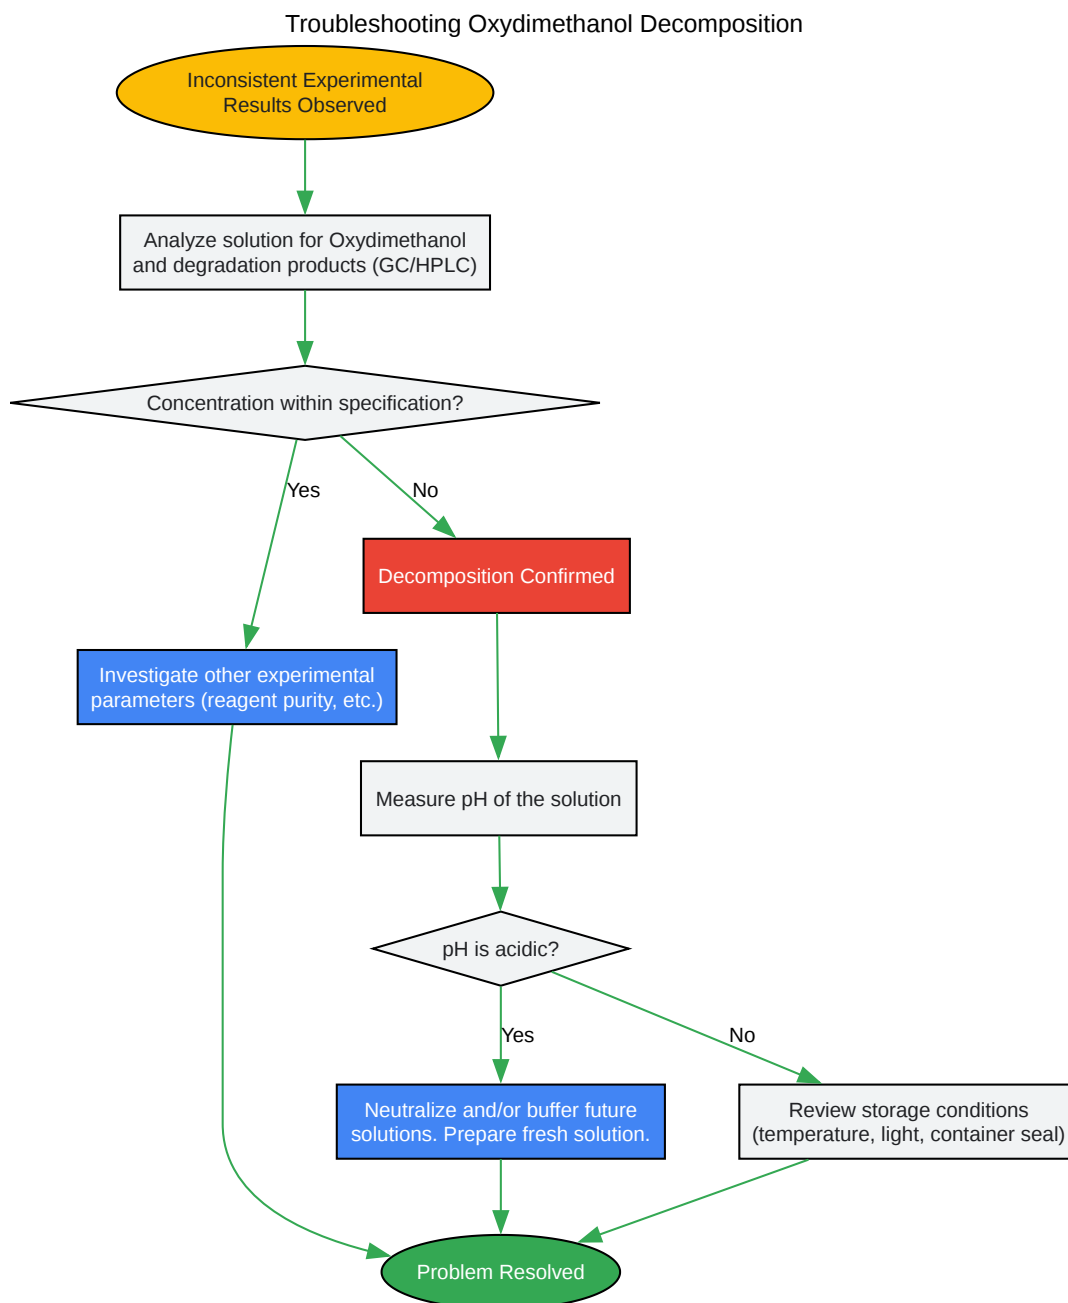 Troubleshooting Oxydimethanol Decomposition
Inconsistent Experimental
Results Observed
Analyze solution for Oxydimethanol
and degradation products (GC/HPLC)
Concentration within specification?
Yes
No
Decomposition Confirmed
Investigate other experimental
parameters (reagent purity, etc.)
Measure pH of the solution
pH is acidic?
Yes
No
Neutralize and/or buffer future
solutions. Prepare fresh solution.
Review storage conditions
(temperature, light, container seal)
Problem Resolved